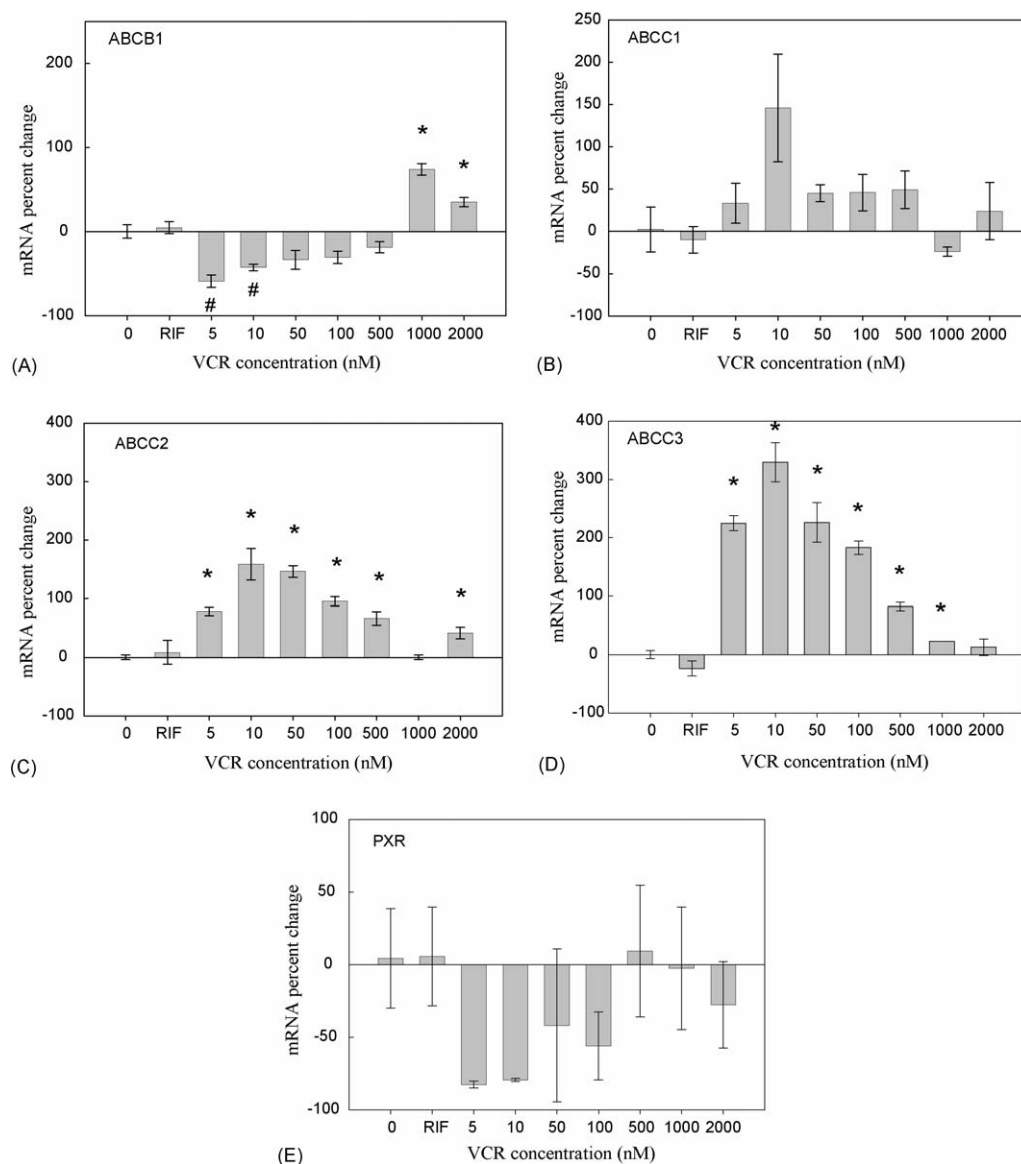 ABCB1
mRNA percent change
200
100
0
-100
*
*
#
#
0 RIF 5 10 50 100 500 1000 2000
VCR concentration (nM)
(A)
ABCC1
mRNA percent change
250
200
150
100
50
0
-50
-100
0 RIF 5 10 50 100 500 1000 2000
VCR concentration (nM)
(B)
ABCC2
mRNA percent change
400
300
200
100
0
-100
* * * * * *
0 RIF 5 10 50 100 500 1000 2000
VCR concentration (nM)
(C)
ABCC3
mRNA percent change
400
300
200
100
0
-100
* * * * * *
0 RIF 5 10 50 100 500 1000 2000
VCR concentration (nM)
(D)
PXR
mRNA percent change
100
50
0
-50
-100
0 RIF 5 10 50 100 500 1000 2000
VCR concentration (nM)
(E)